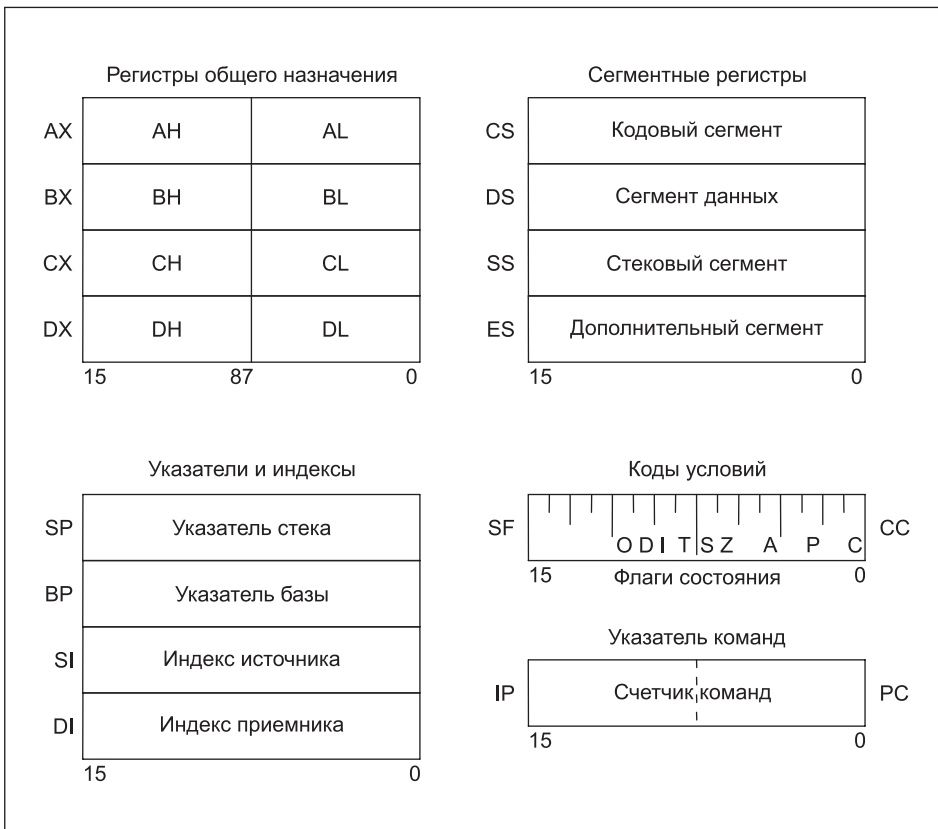 Регистры общего назначения
AX AH AL
BX BH BL
CX CH CL
DX DH DL
15 87 0
Сегментные регистры
CS Кодовый сегмент
DS Сегмент данных
SS Стековый сегмент
ES Дополнительный сегмент
15 0
Указатели и индексы
SP Указатель стека
BP Указатель базы
SI Индекс источника
DI Индекс приемника
15 0
Коды условий
SF O D I T S Z A P C CC
15 Флаги состояния 0
Указатель команд
IP Счетчик команд PC
15 0